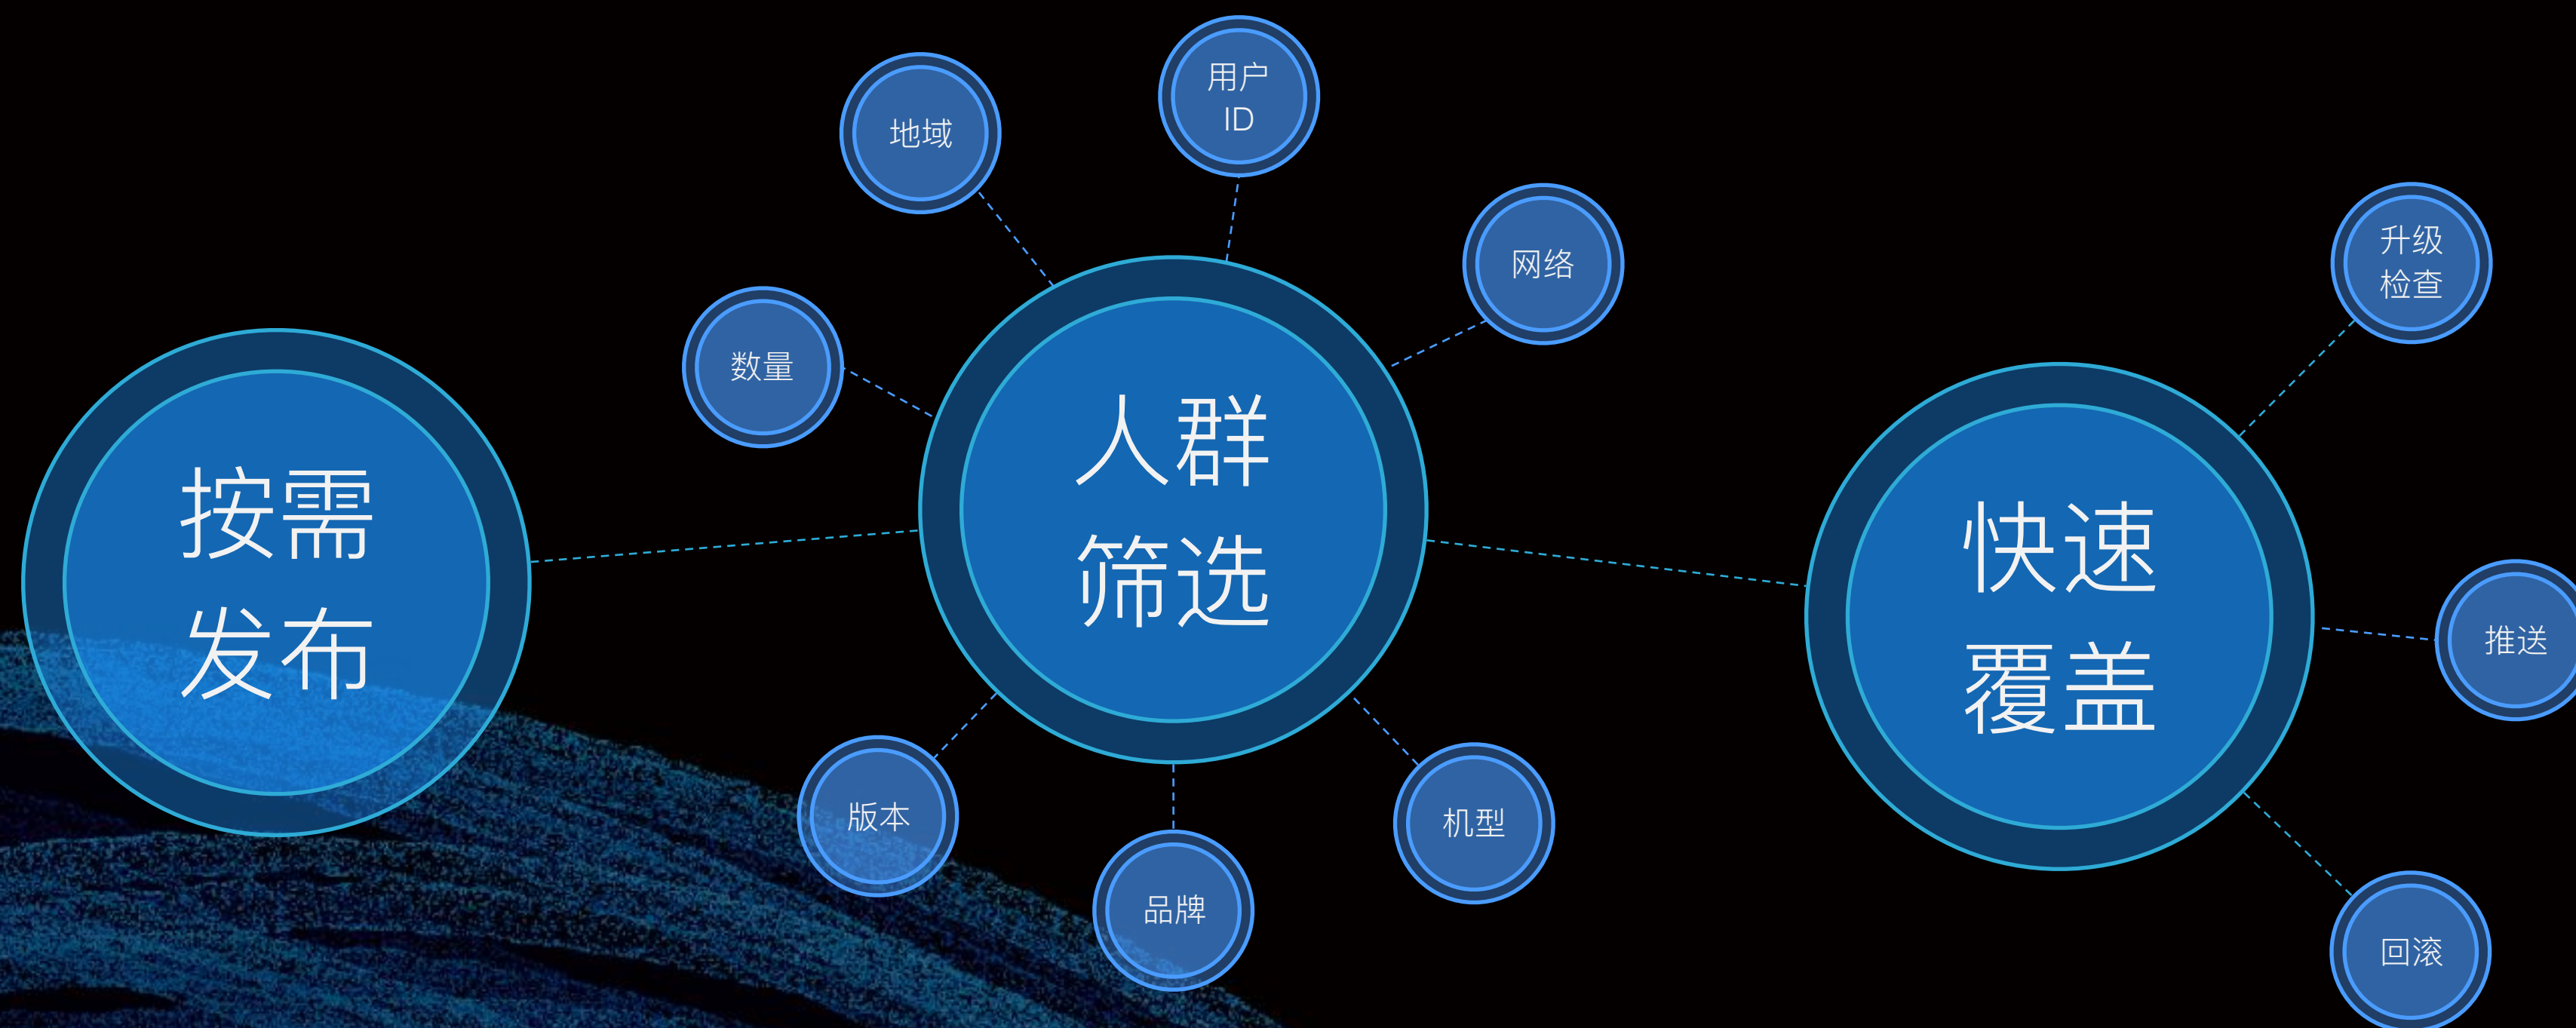 按需
发布
数量
地域
用户
ID
网络
人群
筛选
版本
品牌
机型
快速
覆盖
升级
检查
推送
回滚